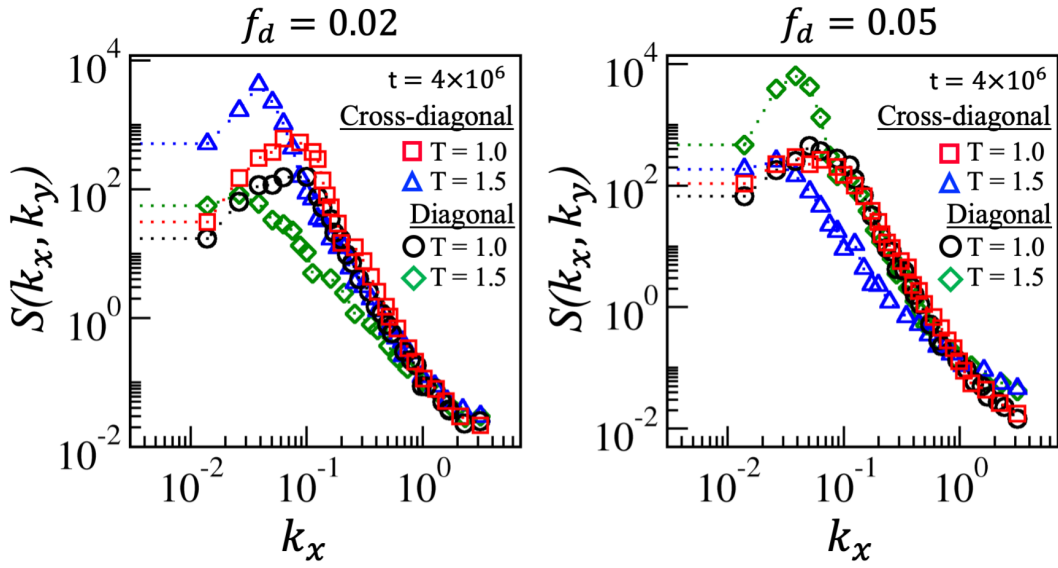 f_d = 0.02
10^4
10^2
10^0
10^-2
S(k_x, k_y)
t = 4×10^6
Cross-diagonal
T = 1.0
T = 1.5
Diagonal
T = 1.0
T = 1.5
10^-2 10^-1 10^0
k_x
f_d = 0.05
10^4
10^2
10^0
10^-2
S(k_x, k_y)
t = 4×10^6
Cross-diagonal
T = 1.0
T = 1.5
Diagonal
T = 1.0
T = 1.5
10^-2 10^-1 10^0
k_x